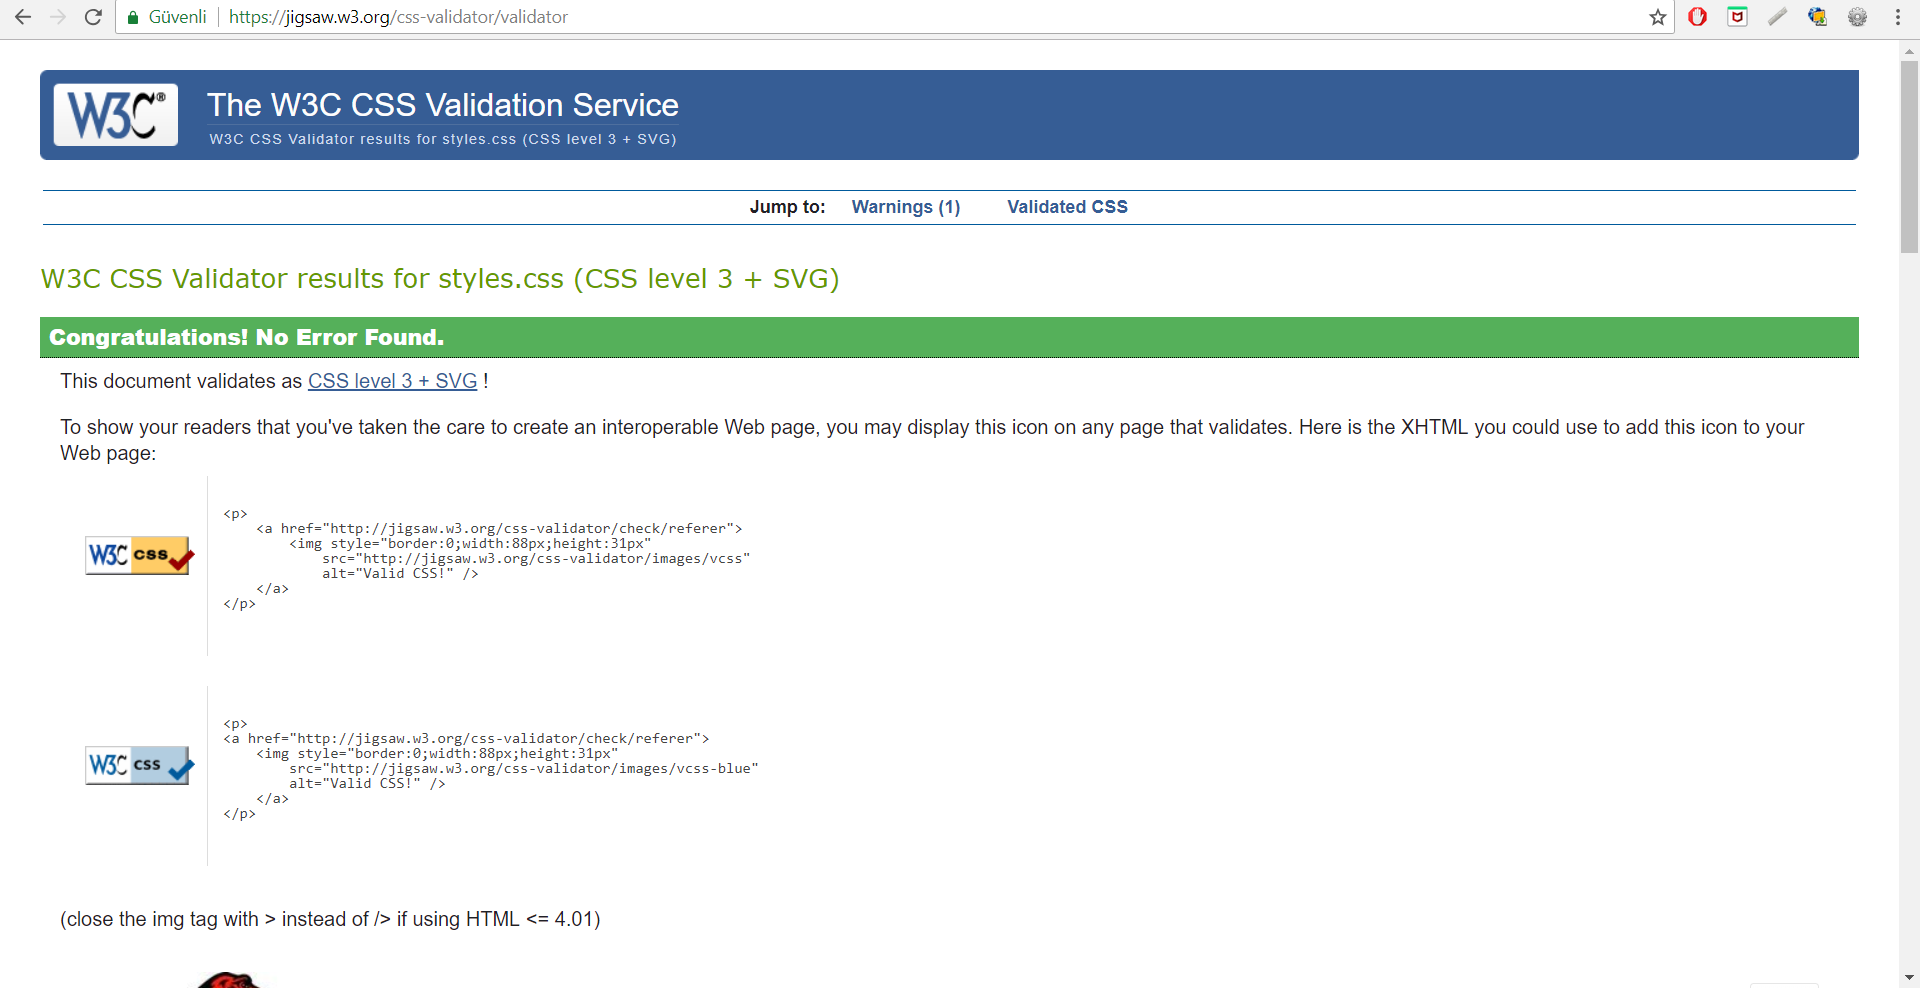 Güvenli https://jigsaw.w3.org/css-validator/validator
W3C®
The W3C CSS Validation Service
W3C CSS Validator results for styles.css (CSS level 3 + SVG)
Jump to: Warnings (1) Validated CSS
W3C CSS Validator results for styles.css (CSS level 3 + SVG)
Congratulations! No Error Found.
This document validates as CSS level 3 + SVG !
To show your readers that you've taken the care to create an interoperable Web page, you may display this icon on any page that validates. Here is the XHTML you could use to add this icon to your
Web page:
W3C css
<p>
    <a href="http://jigsaw.w3.org/css-validator/check/referer">
        <img style="border:0;width:88px;height:31px"
            src="http://jigsaw.w3.org/css-validator/images/vcss"
            alt="Valid CSS!" />
    </a>
</p>
W3C css
<p>
<a href="http://jigsaw.w3.org/css-validator/check/referer">
    <img style="border:0;width:88px;height:31px"
        src="http://jigsaw.w3.org/css-validator/images/vcss-blue"
        alt="Valid CSS!" />
    </a>
</p>
(close the img tag with > instead of /> if using HTML <= 4.01)